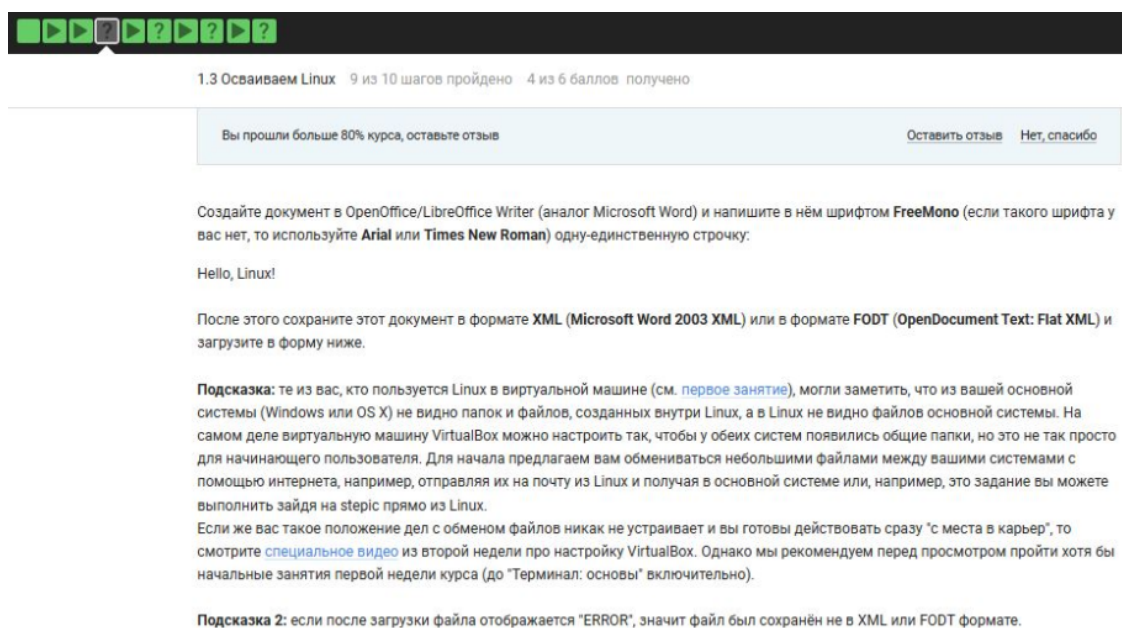 ? ? ? ?
1.3 Осваиваем Linux 9 из 10 шагов пройдено 4 из 6 баллов получено
Вы прошли больше 80% курса, оставьте отзыв Оставить отзыв Нет, спасибо
Создайте документ в OpenOffice/LibreOffice Writer (аналог Microsoft Word) и напишите в нём шрифтом FreeMono (если такого шрифта у
вас нет, то используйте Arial или Times New Roman) одну-единственную строчку:
Hello, Linux!
После этого сохраните этот документ в формате XML (Microsoft Word 2003 XML) или в формате FODT (OpenDocument Text: Flat XML) и
загрузите в форму ниже.
Подсказка: те из вас, кто пользуется Linux в виртуальной машине (см. первое занятие), могли заметить, что из вашей основной
системы (Windows или OS X) не видно папок и файлов, созданных внутри Linux, а в Linux не видно файлов основной системы. На
самом деле виртуальную машину VirtualBox можно настроить так, чтобы у обеих систем появились общие папки, но это не так просто
для начинающего пользователя. Для начала предлагаем вам обмениваться небольшими файлами между вашими системами с
помощью интернета, например, отправляя их на почту из Linux и получая в основной системе или, например, это задание вы можете
выполнить зайдя на stepic прямо из Linux.
Если же вас такое положение дел с обменом файлов никак не устраивает и вы готовы действовать сразу "с места в карьер", то
смотрите специальное видео из второй недели про настройку VirtualBox. Однако мы рекомендуем перед просмотром пройти хотя бы
начальные занятия первой недели курса (до "Терминал: основы" включительно).
Подсказка 2: если после загрузки файла отображается "ERROR", значит файл был сохранён не в XML или FODT формате.